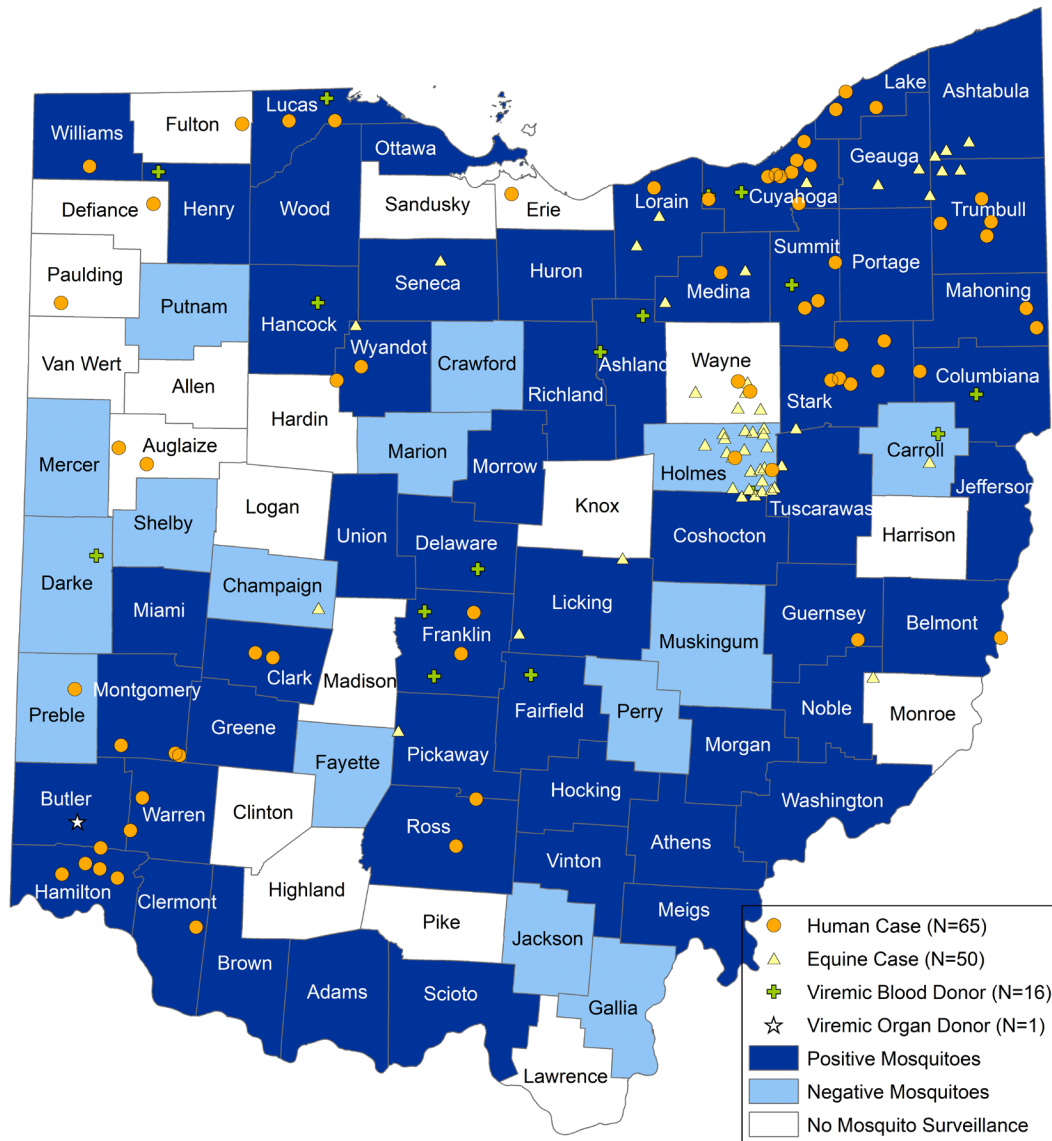 Lake
Ashtabula
Lucas
Williams
Fulton
Ottawa
Geauga
Cuyahoga
Sandusky
Erie
Lorain
Defiance
Henry
Wood
Trumbull
Summit
Huron
Portage
Paulding
Seneca
Medina
Mahoning
Putnam
Hancock
Wyandot
Crawford
Ashland
Wayne
Van Wert
Allen
Richland
Columbiana
Stark
Hardin
Auglaize
Marion
Morrow
Holmes
Carroll
Mercer
Jefferson
Logan
Knox
Tuscarawas
Shelby
Union
Delaware
Coshocton
Harrison
Darke
Champaign
Miami
Licking
Guernsey
Belmont
Franklin
Muskingum
Clark
Madison
Montgomery
Preble
Greene
Fairfield
Perry
Noble
Monroe
Pickaway
Morgan
Fayette
Butler
Hocking
Washington
Warren
Clinton
Ross
Athens
Vinton
Hamilton
Highland
Clermont
Meigs
Pike
Jackson
Brown
Adams
Scioto
Gallia
Lawrence
Human Case (N=65)
Equine Case (N=50)
Viremic Blood Donor (N=16)
Viremic Organ Donor (N=1)
Positive Mosquitoes
Negative Mosquitoes
No Mosquito Surveillance